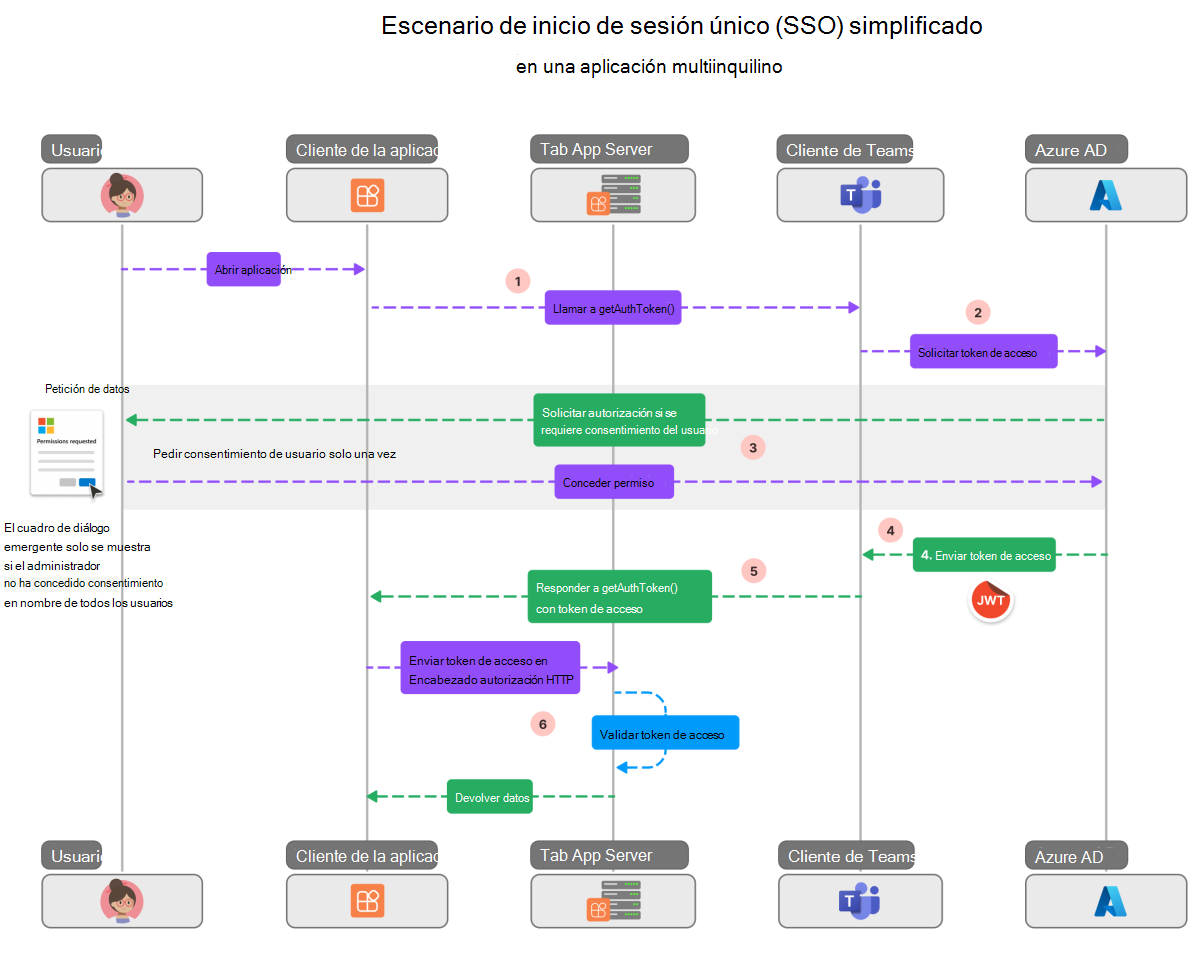 Escenario de inicio de sesión único (SSO) simplificado
en una aplicación multiinquilino
Usuari
Cliente de la aplicac
Tab App Server
Cliente de Teams
Azure AD
T
Abrir aplicación
1
Llamar a getAuthToken()
2
Solicitar token de acceso
Petición de datos
Permissions requested
Solicitar autorización si se
requiere consentimiento del usuario
3
Pedir consentimiento de usuario solo una vez
Conceder permiso
El cuadro de diálogo
emergente solo se muestra
si el administrador
no ha concedido consentimiento
en nombre de todos los usuarios
4
4. Enviar token de acceso
JWT
5
Responder a getAuthToken()
con token de acceso
Enviar token de acceso en
Encabezado autorización HTTP
6
Validar token de acceso
Devolver datos
Usuari
Cliente de la aplicac
Tab App Server
Cliente de Teams
Azure AD
T